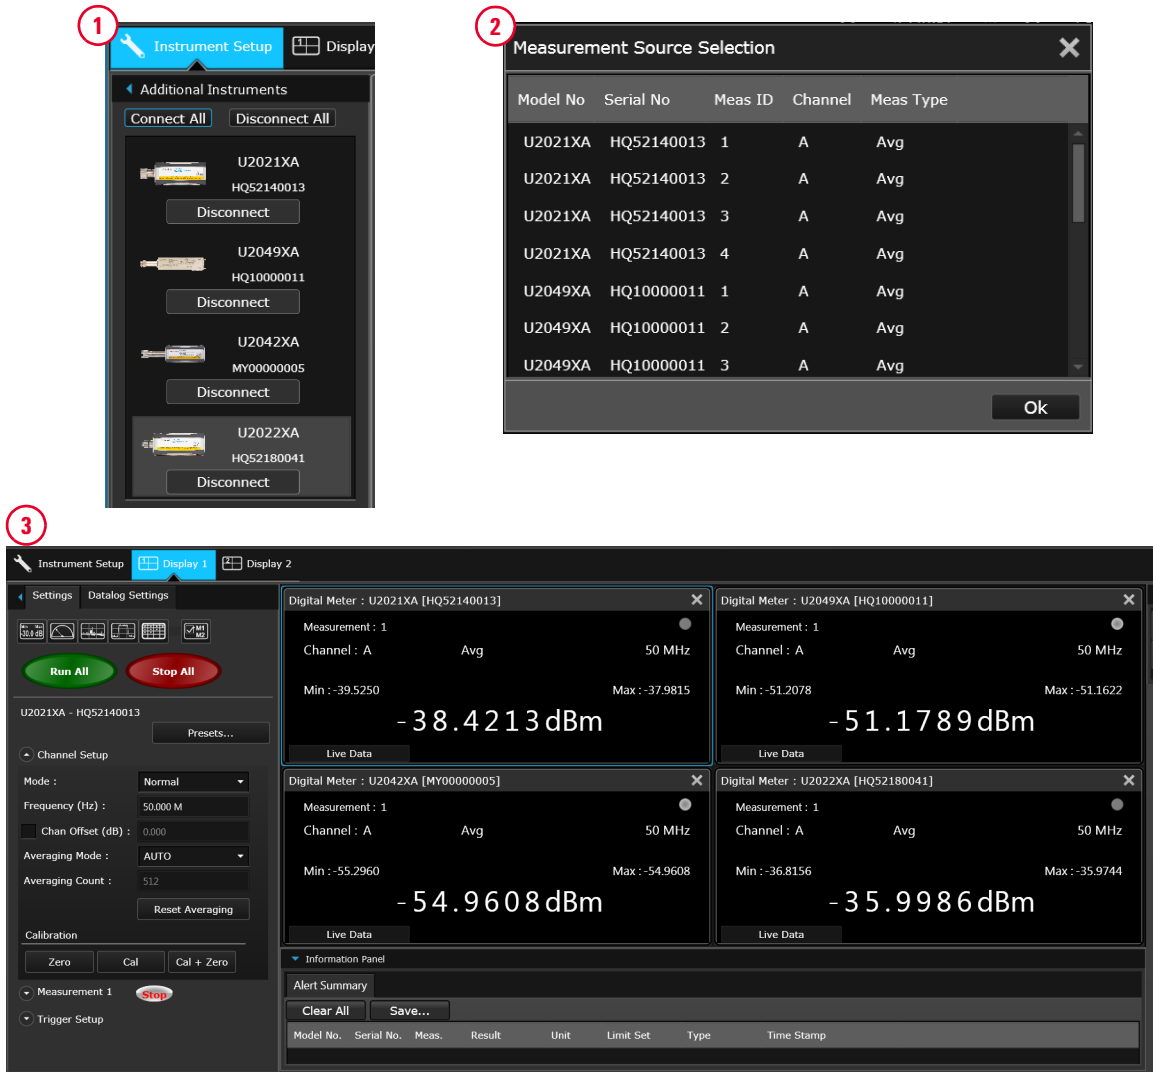 1
Instrument Setup
Display
Additional Instruments
Connect All
Disconnect All
U2021XA
HQ52140013
Disconnect
U2049XA
HQ10000011
Disconnect
U2042XA
MY00000005
Disconnect
U2022XA
HQ52180041
Disconnect
2
Measurement Source Selection
Model No Serial No Meas ID Channel Meas Type
U2021XA HQ52140013 1 A Avg
U2021XA HQ52140013 2 A Avg
U2021XA HQ52140013 3 A Avg
U2021XA HQ52140013 4 A Avg
U2049XA HQ10000011 1 A Avg
U2049XA HQ10000011 2 A Avg
U2049XA HQ10000011 3 A Avg
Ok
3
Instrument Setup
1 Display 1
2 Display 2
Settings Datalog Settings
M1
M2
Run All Stop All
U2021XA - HQ52140013
Presets...
Channel Setup
Mode : Normal
Frequency (Hz) : 50.000 M
Chan Offset (dB) : 0.000
Averaging Mode : AUTO
Averaging Count : 512
Reset Averaging
Calibration
Zero Cal Cal + Zero
Measurement 1 Stop
Trigger Setup
Digital Meter : U2021XA [HQ52140013]
Measurement : 1
Channel : A Avg 50 MHz
Min :-39.5250 Max :-37.9815
-38.4213dBm
Live Data
Digital Meter : U2049XA [HQ10000011]
Measurement : 1
Channel : A Avg 50 MHz
Min :-51.2078 Max :-51.1622
-51.1789dBm
Live Data
Digital Meter : U2042XA [MY00000005]
Measurement : 1
Channel : A Avg 50 MHz
Min :-55.2960 Max :-54.9608
-54.9608dBm
Live Data
Digital Meter : U2022XA [HQ52180041]
Measurement : 1
Channel : A Avg 50 MHz
Min :-36.8156 Max :-35.9744
-35.9986dBm
Live Data
Information Panel
Alert Summary
Clear All Save...
Model No. Serial No. Meas. Result Unit Limit Set Type Time Stamp